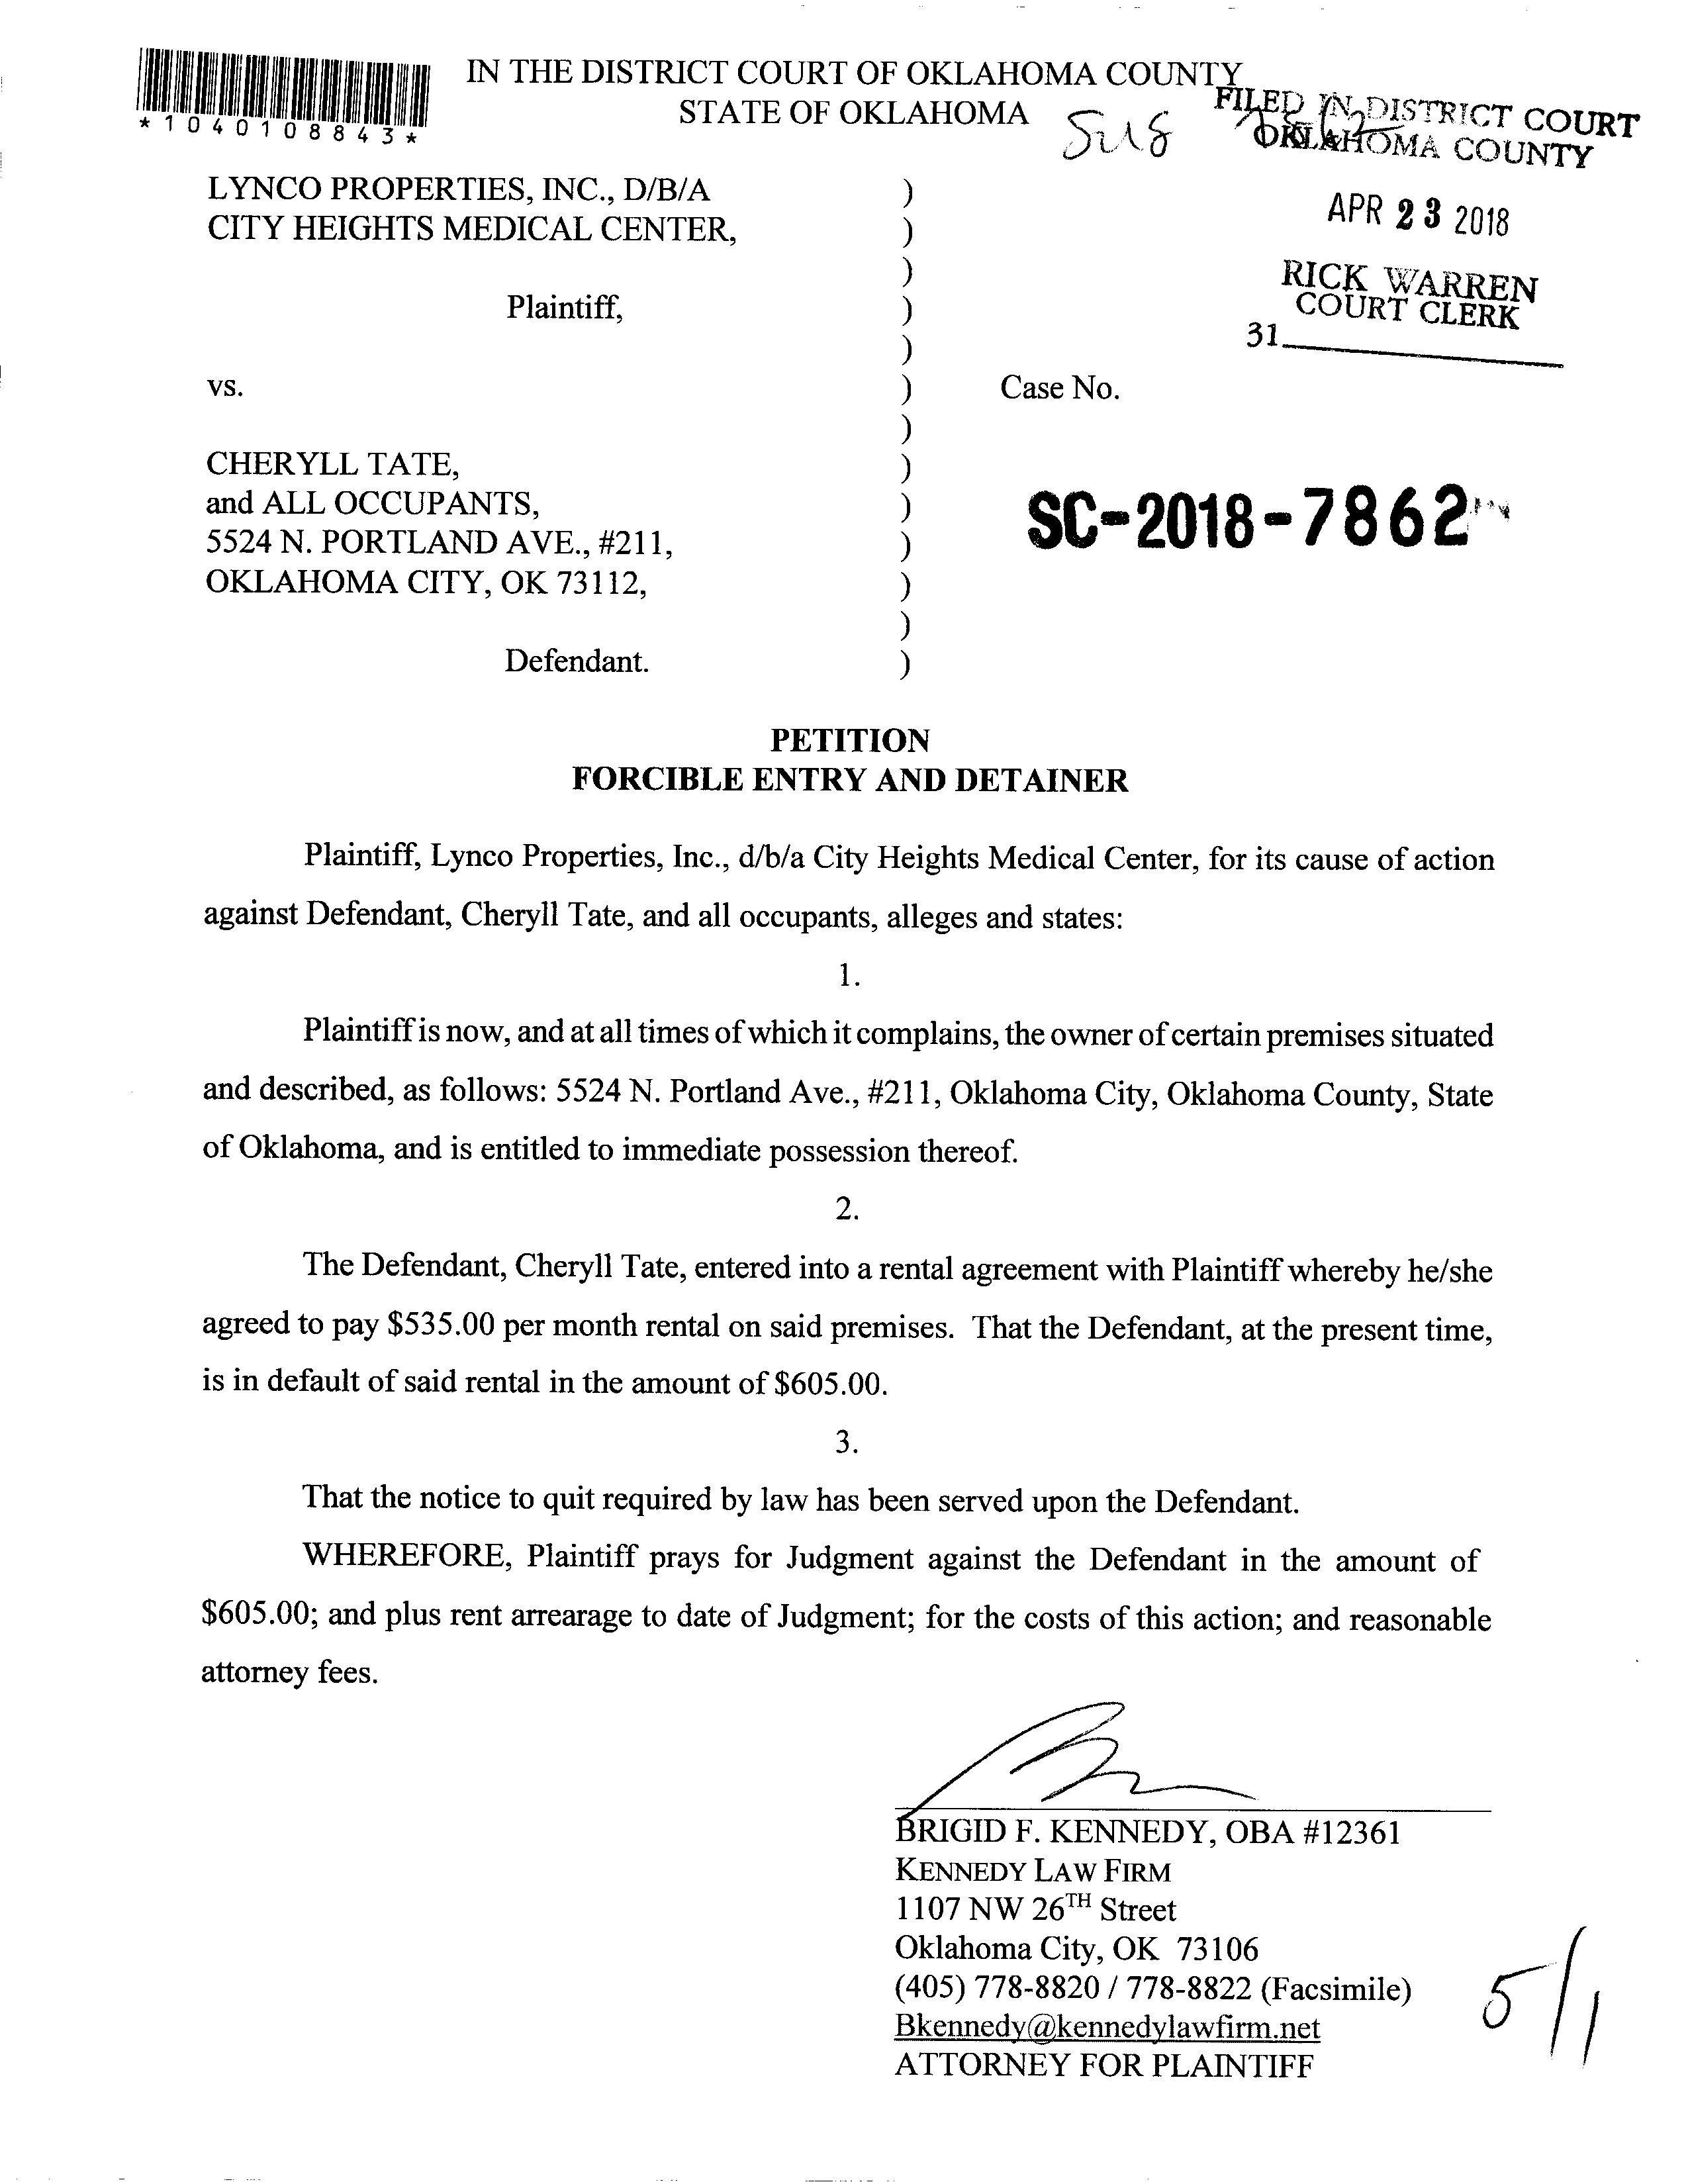 IN THE DISTRICT COURT OF OKLAHOMA COUNTY
STATE OF OKLAHOMA
*1040108843*
FILED IN DISTRICT COURT
OKLAHOMA COUNTY
APR 23 2018
RICK WARREN
COURT CLERK
31
LYNCO PROPERTIES, INC., D/B/A )
CITY HEIGHTS MEDICAL CENTER, )
)
Plaintiff, )
)
vs. ) Case No.
)
CHERYLL TATE, )
and ALL OCCUPANTS, ) SC-2018-7862
5524 N. PORTLAND AVE., #211, )
OKLAHOMA CITY, OK 73112, )
)
Defendant. )
PETITION
FORCIBLE ENTRY AND DETAINER
Plaintiff, Lynco Properties, Inc., d/b/a City Heights Medical Center, for its cause of action
against Defendant, Cheryll Tate, and all occupants, alleges and states:
1.
Plaintiff is now, and at all times of which it complains, the owner of certain premises situated
and described, as follows: 5524 N. Portland Ave., #211, Oklahoma City, Oklahoma County, State
of Oklahoma, and is entitled to immediate possession thereof.
2.
The Defendant, Cheryll Tate, entered into a rental agreement with Plaintiff whereby he/she
agreed to pay $535.00 per month rental on said premises. That the Defendant, at the present time,
is in default of said rental in the amount of $605.00.
3.
That the notice to quit required by law has been served upon the Defendant.
WHEREFORE, Plaintiff prays for Judgment against the Defendant in the amount of
$605.00; and plus rent arrearage to date of Judgment; for the costs of this action; and reasonable
attorney fees.
BRIGID F. KENNEDY, OBA #12361
KENNEDY LAW FIRM
1107 NW 26TH Street
Oklahoma City, OK 73106
(405) 778-8820 / 778-8822 (Facsimile)
Bkennedy@kennedylawfirm.net
ATTORNEY FOR PLAINTIFF
5/1